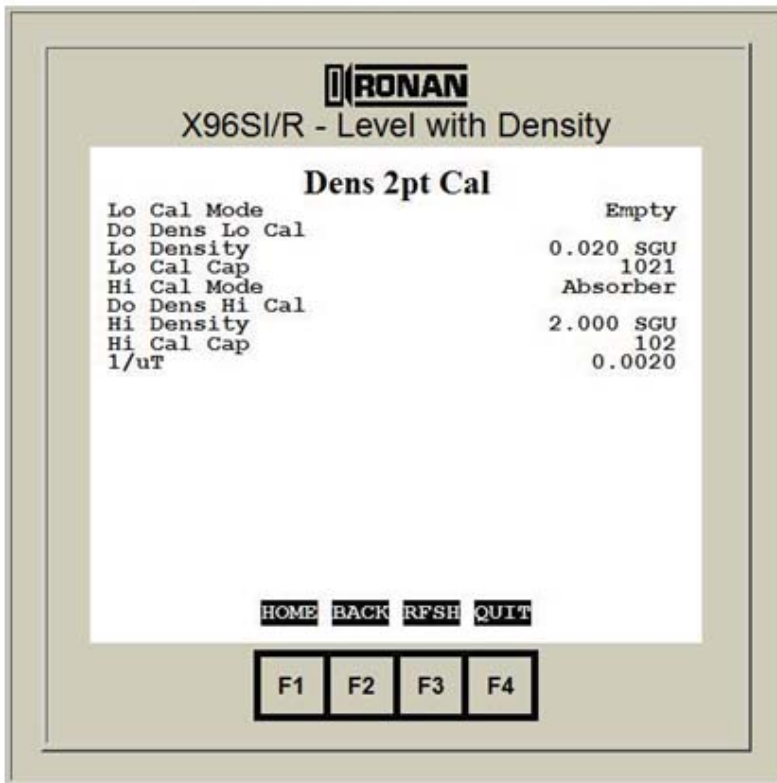 RONAN
X96SI/R - Level with Density
Dens 2pt Cal
Lo Cal Mode Empty
Do Dens Lo Cal
Lo Density 0.020 SGU
Lo Cal Cap 1021
Hi Cal Mode Absorber
Do Dens Hi Cal
Hi Density 2.000 SGU
Hi Cal Cap 102
1/uT 0.0020
HOME BACK RFSH QUIT
F1 F2 F3 F4